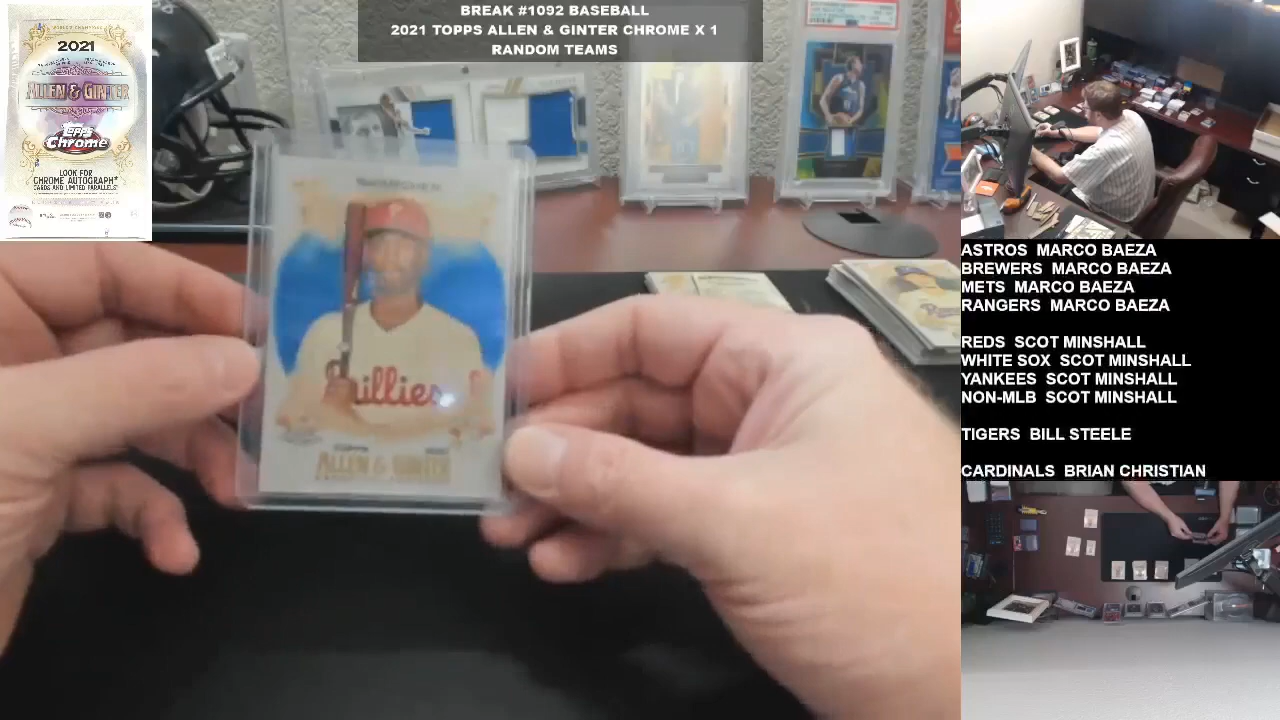 BREAK #1092 BASEBALL
2021 TOPPS ALLEN & GINTER CHROME X 1
RANDOM TEAMS
2021
ALLEN & GINTER
Topps
Chrome
LOOK FOR
CHROME AUTOGRAPH*
CARDS AND LIMITED PARALLELS!
Phillies
TOPPS
ALLEN & GINTER
ASTROS MARCO BAEZA
BREWERS MARCO BAEZA
METS MARCO BAEZA
RANGERS MARCO BAEZA
REDS SCOT MINSHALL
WHITE SOX SCOT MINSHALL
YANKEES SCOT MINSHALL
NON-MLB SCOT MINSHALL
TIGERS BILL STEELE
CARDINALS BRIAN CHRISTIAN